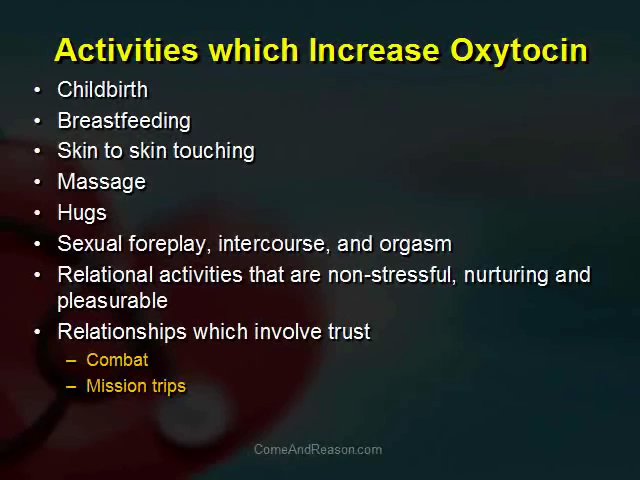 Activities which Increase Oxytocin
• Childbirth
• Breastfeeding
• Skin to skin touching
• Massage
• Hugs
• Sexual foreplay, intercourse, and orgasm
• Relational activities that are non-stressful, nurturing and
pleasurable
• Relationships which involve trust
– Combat
– Mission trips
ComeAndReason.com